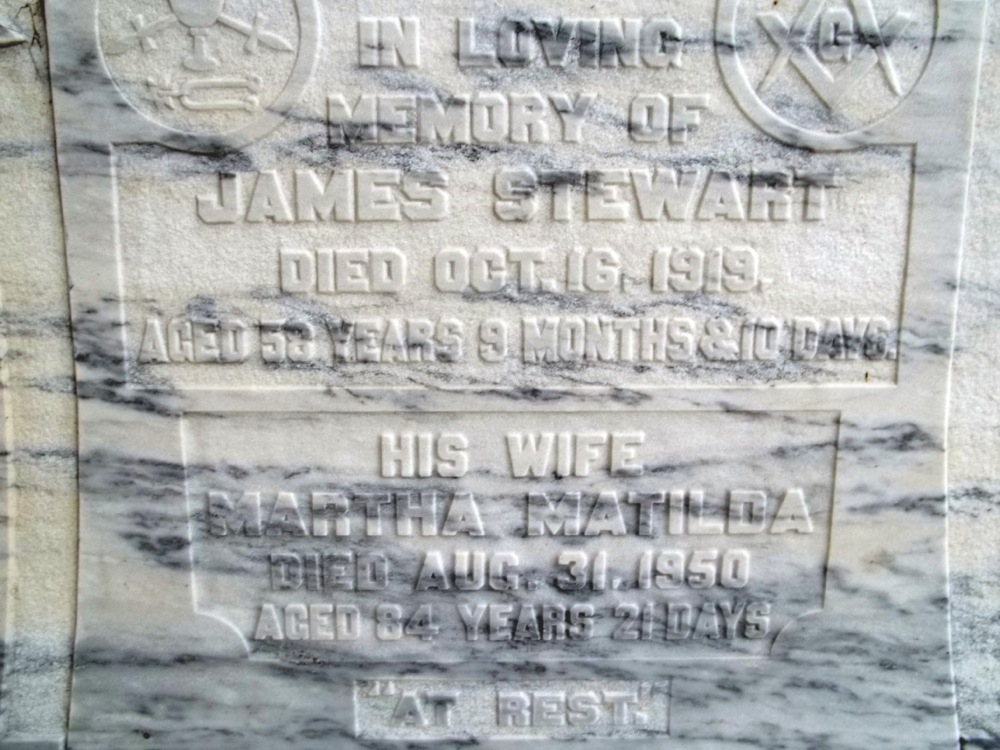 G
IN LOVING
MEMORY OF
JAMES STEWART
DIED OCT. 16. 1919.
AGED 53 YEARS 9 MONTHS & 10 DAYS.
HIS WIFE
MARTHA MATILDA
DIED AUG. 31. 1950
AGED 84 YEARS 21 DAYS
"AT REST."